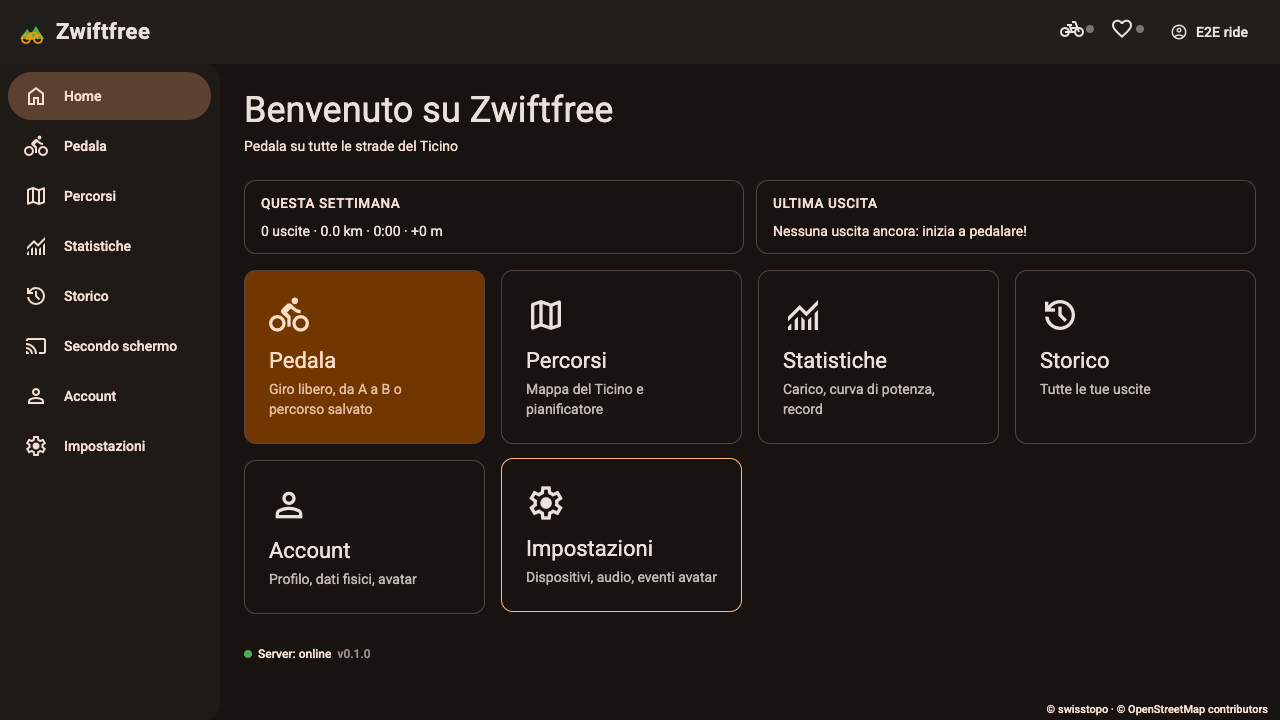 Zwiftfree
E2E ride
Home
Pedala
Percorsi
Statistiche
Storico
Secondo schermo
Account
Impostazioni
Benvenuto su Zwiftfree
Pedala su tutte le strade del Ticino
QUESTA SETTIMANA
0 uscite · 0.0 km · 0:00 · +0 m
ULTIMA USCITA
Nessuna uscita ancora: inizia a pedalare!
Pedala
Giro libero, da A a B o
percorso salvato
Percorsi
Mappa del Ticino e
pianificatore
Statistiche
Carico, curva di potenza,
record
Storico
Tutte le tue uscite
Account
Profilo, dati fisici, avatar
Impostazioni
Dispositivi, audio, eventi avatar
Server: online v0.1.0
© swisstopo · © OpenStreetMap contributors